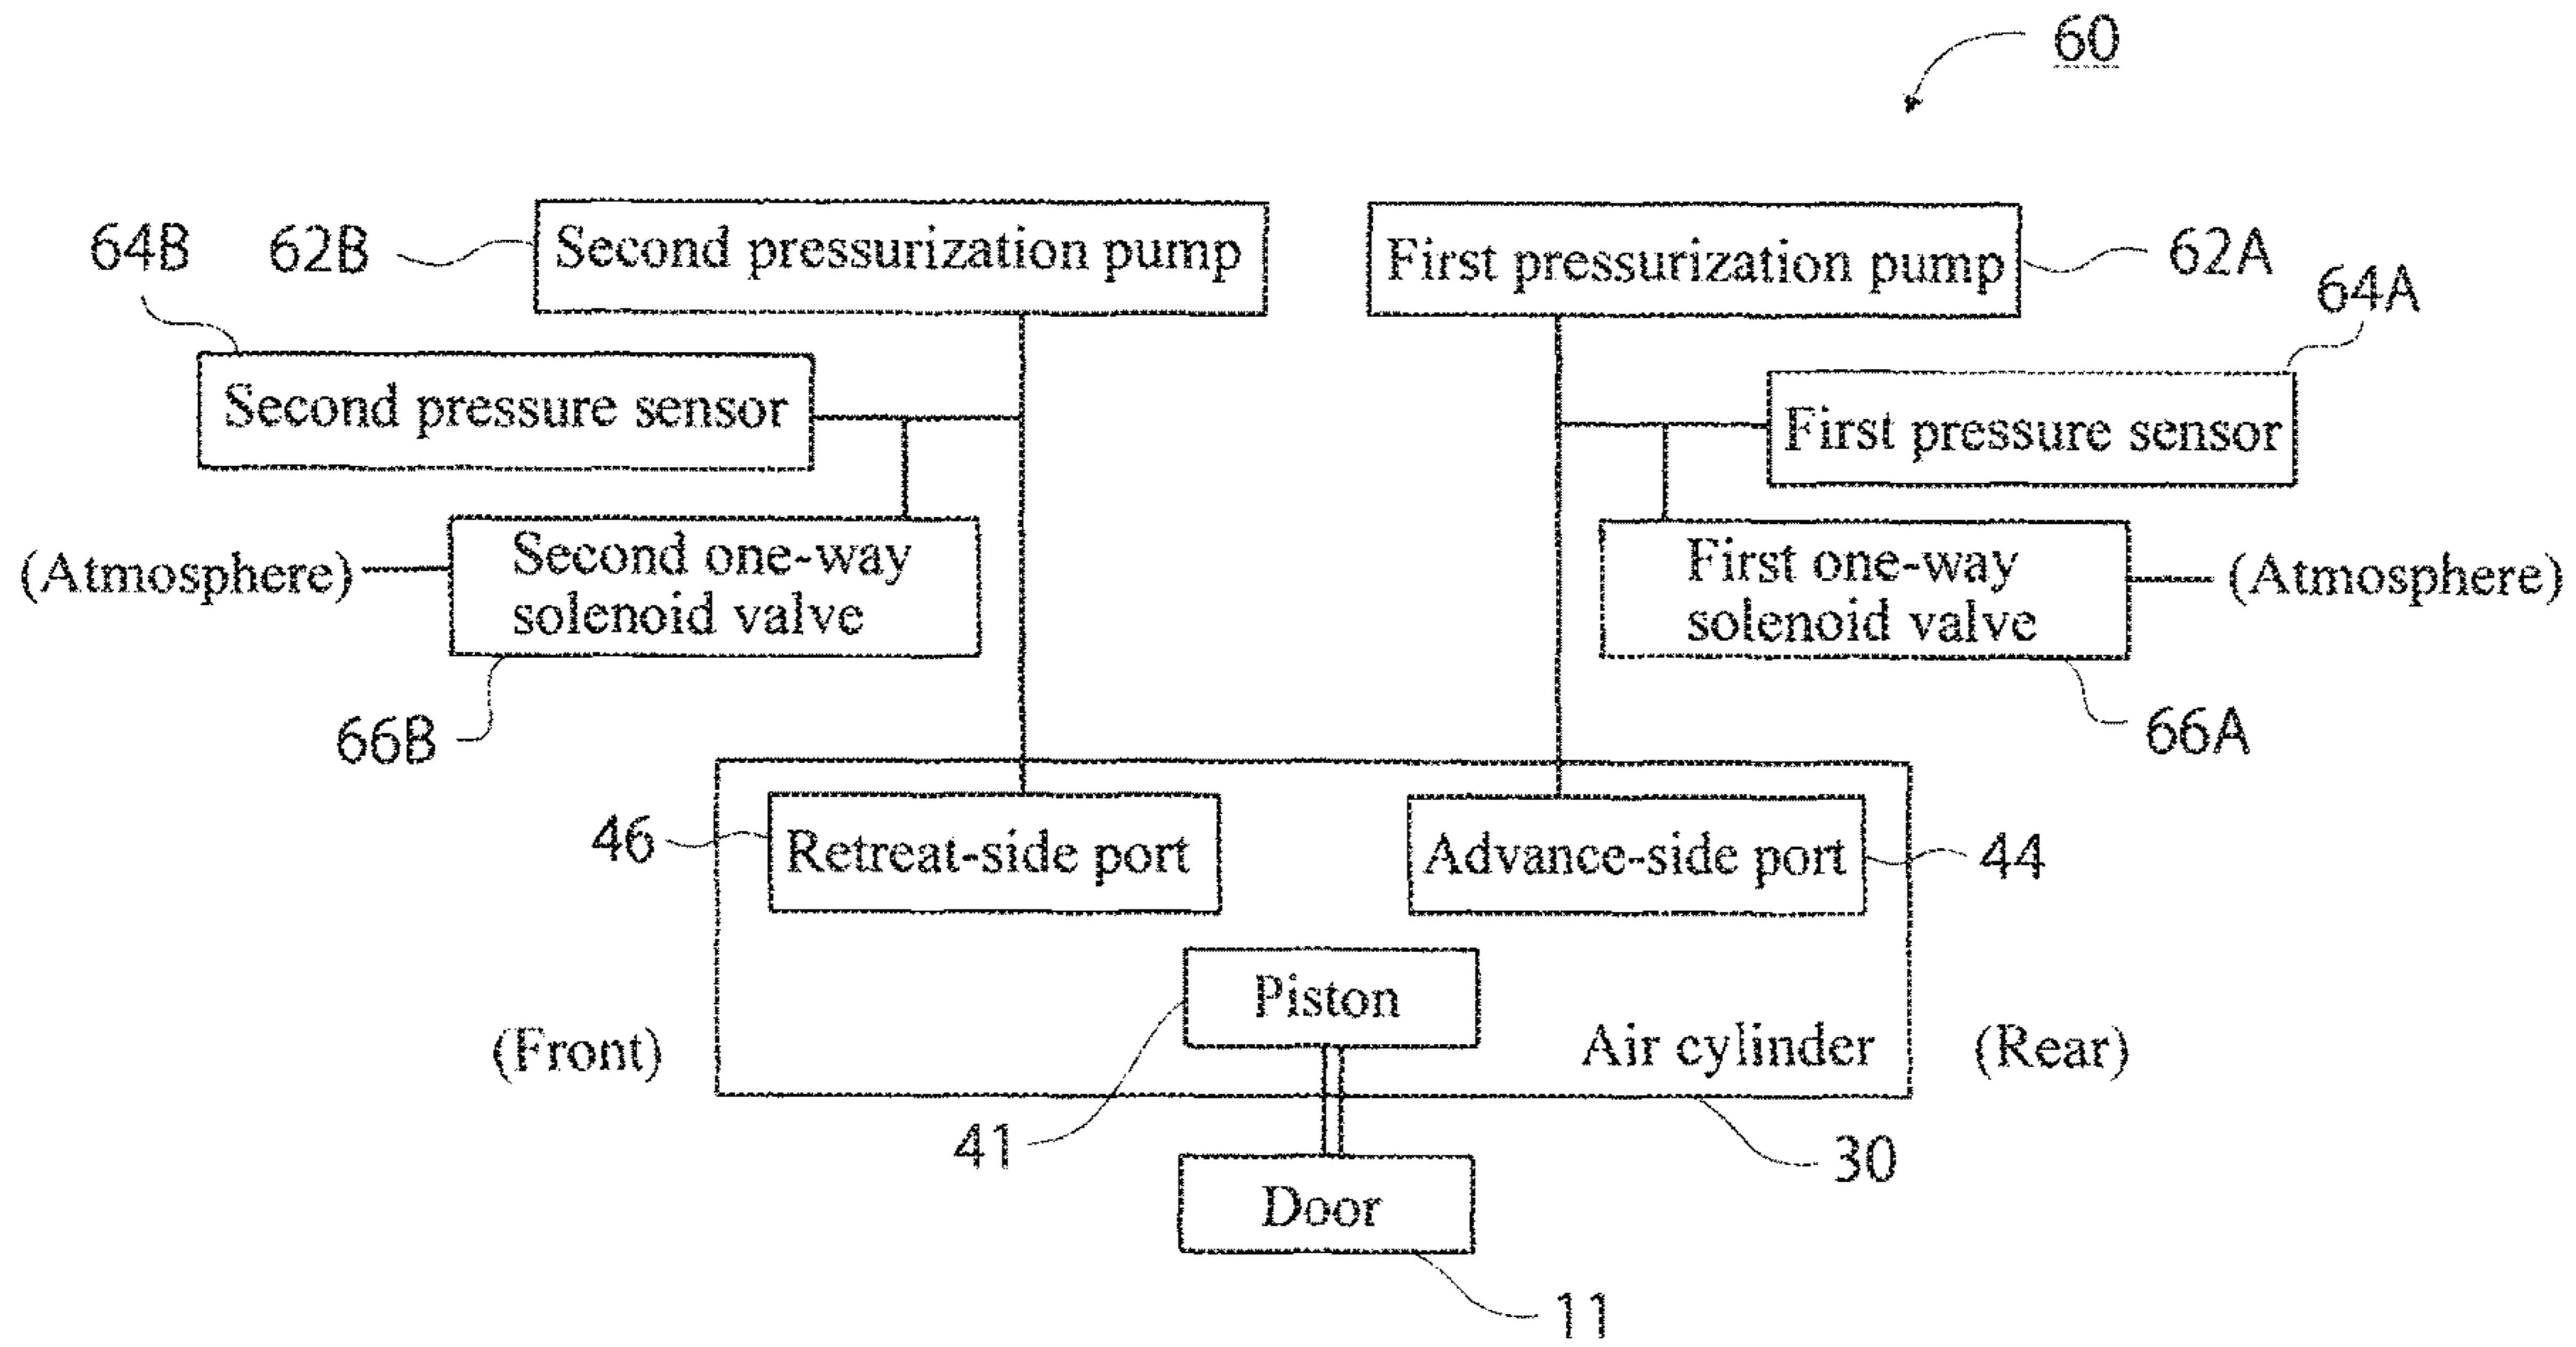 60
64B
62B
Second pressurization pump
First pressurization pump
62A
64A
Second pressure sensor
First pressure sensor
(Atmosphere)
Second one-way
solenoid valve
First one-way
solenoid valve
(Atmosphere)
66B
66A
46
Retreat-side port
Advance-side port
44
Piston
(Front)
Air cylinder
(Rear)
41
30
Door
11